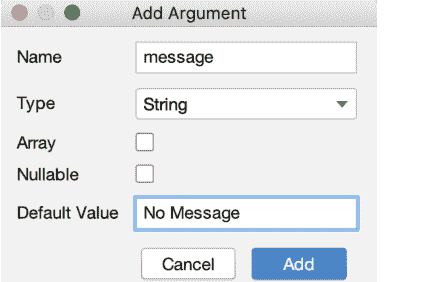 Add Argument
Name message
Type String
Array
Nullable
Default Value No Message
Cancel Add